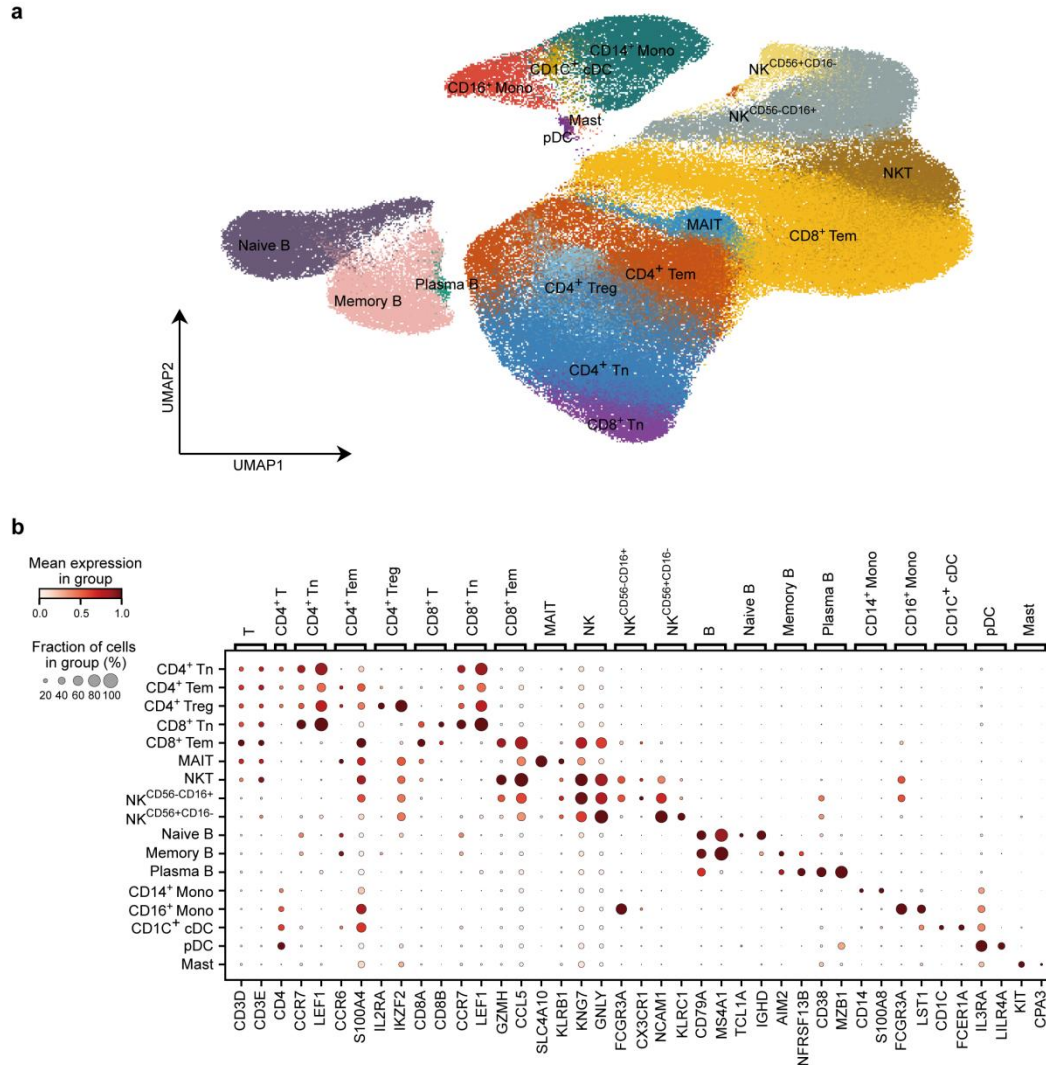 a
CD14+ Mono
CD1C+ cDC
CD16+ Mono
Mast
pDC
NK CD56+CD16-
NK CD56-CD16+
NKT
MAIT
CD8+ Tem
Naive B
Memory B
Plasma B
CD4+ Tem
CD4+ Treg
CD4+ Tn
CD8+ Tn
UMAP2
UMAP1
b
Mean expression
in group
0.0 0.5 1.0
Fraction of cells
in group (%)
20 40 60 80 100
T
CD4+ T
CD4+ Tn
CD4+ Tem
CD4+ Treg
CD8+ T
CD8+ Tn
CD8+ Tem
MAIT
NK
NK CD56-CD16+
NK CD56+CD16-
B
Naive B
Memory B
Plasma B
CD14+ Mono
CD16+ Mono
CD1C+ cDC
pDC
Mast
CD4+ Tn
CD4+ Tem
CD4+ Treg
CD8+ Tn
CD8+ Tem
MAIT
NKT
NK CD56-CD16+
NK CD56+CD16-
Naive B
Memory B
Plasma B
CD14+ Mono
CD16+ Mono
CD1C+ cDC
pDC
Mast
CD3D
CD3E
CD4
CCR7
LEF1
CCR6
S100A4
IL2RA
IKZF2
CD8A
CD8B
CCR7
LEF1
GZMH
CCL5
SLC4A10
KLRB1
KNG7
GNLY
FCGR3A
CX3CR1
NCAM1
KLRC1
CD79A
MS4A1
TCL1A
IGHD
AIM2
NFRSF13B
CD38
MZB1
CD14
S100A8
FCGR3A
LST1
CD1C
FCER1A
IL3RA
LILR4A
KIT
CPA3